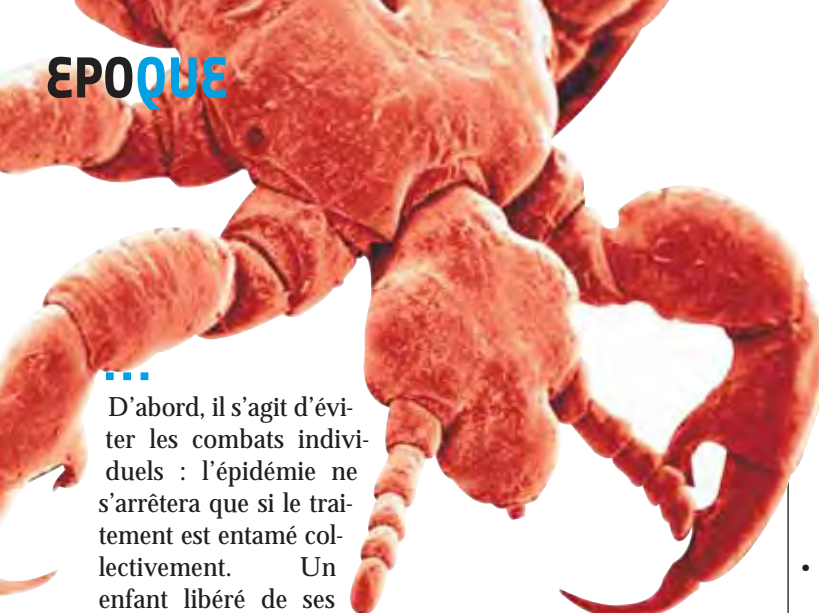 EPOQUE
...
D'abord, il s'agit d'évi-
ter les combats indivi-
duels : l'épidémie ne
s'arrêtera que si le trai-
tement est entamé col-
lectivement. Un
enfant libéré de ses
•